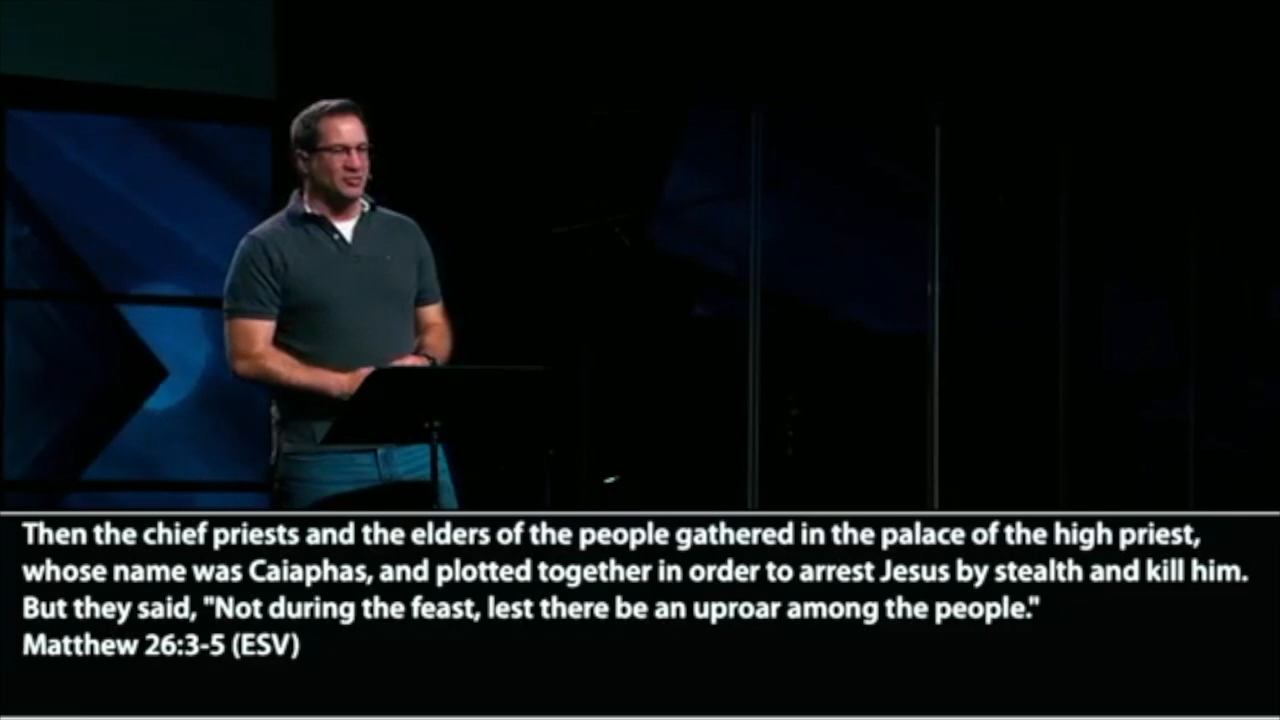 Then the chief priests and the elders of the people gathered in the palace of the high priest,
whose name was Caiaphas, and plotted together in order to arrest Jesus by stealth and kill him.
But they said, "Not during the feast, lest there be an uproar among the people."
Matthew 26:3-5 (ESV)